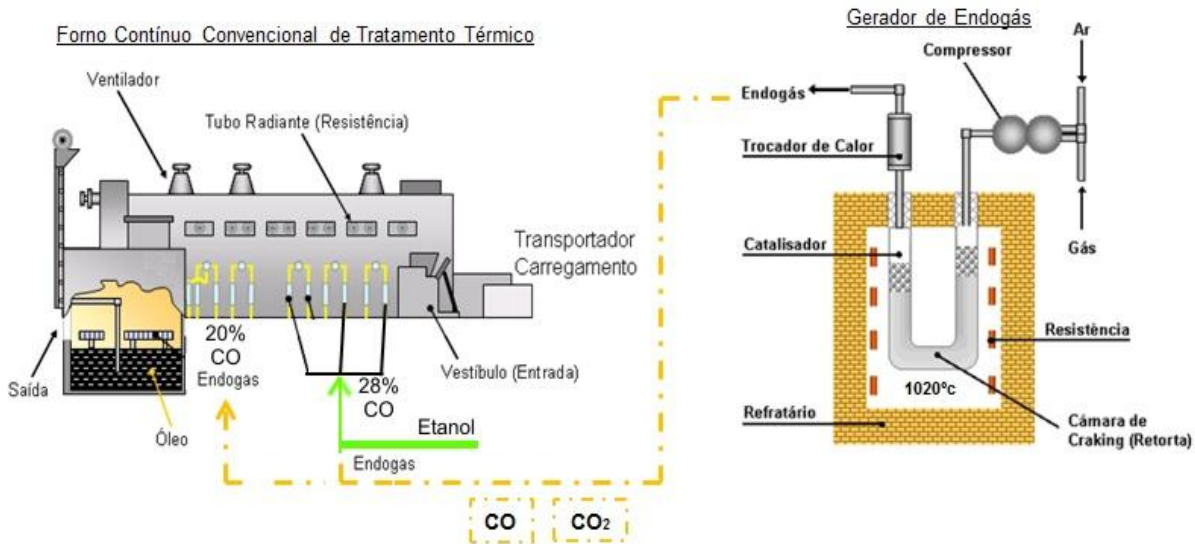 Forno Contínuo Convencional de Tratamento Térmico
Ventilador
Tubo Radiante (Resistência)
Transportador
Carregamento
20%
CO
Endogas
28%
CO
Vestíbulo (Entrada)
Saída
Óleo
Etanol
Endogas
CO
CO2
Gerador de Endogás
Ar
Compressor
Endogás
Trocador de Calor
Gás
Catalisador
Resistência
1020ºc
Refratário
Cámara de
Craking (Retorta)